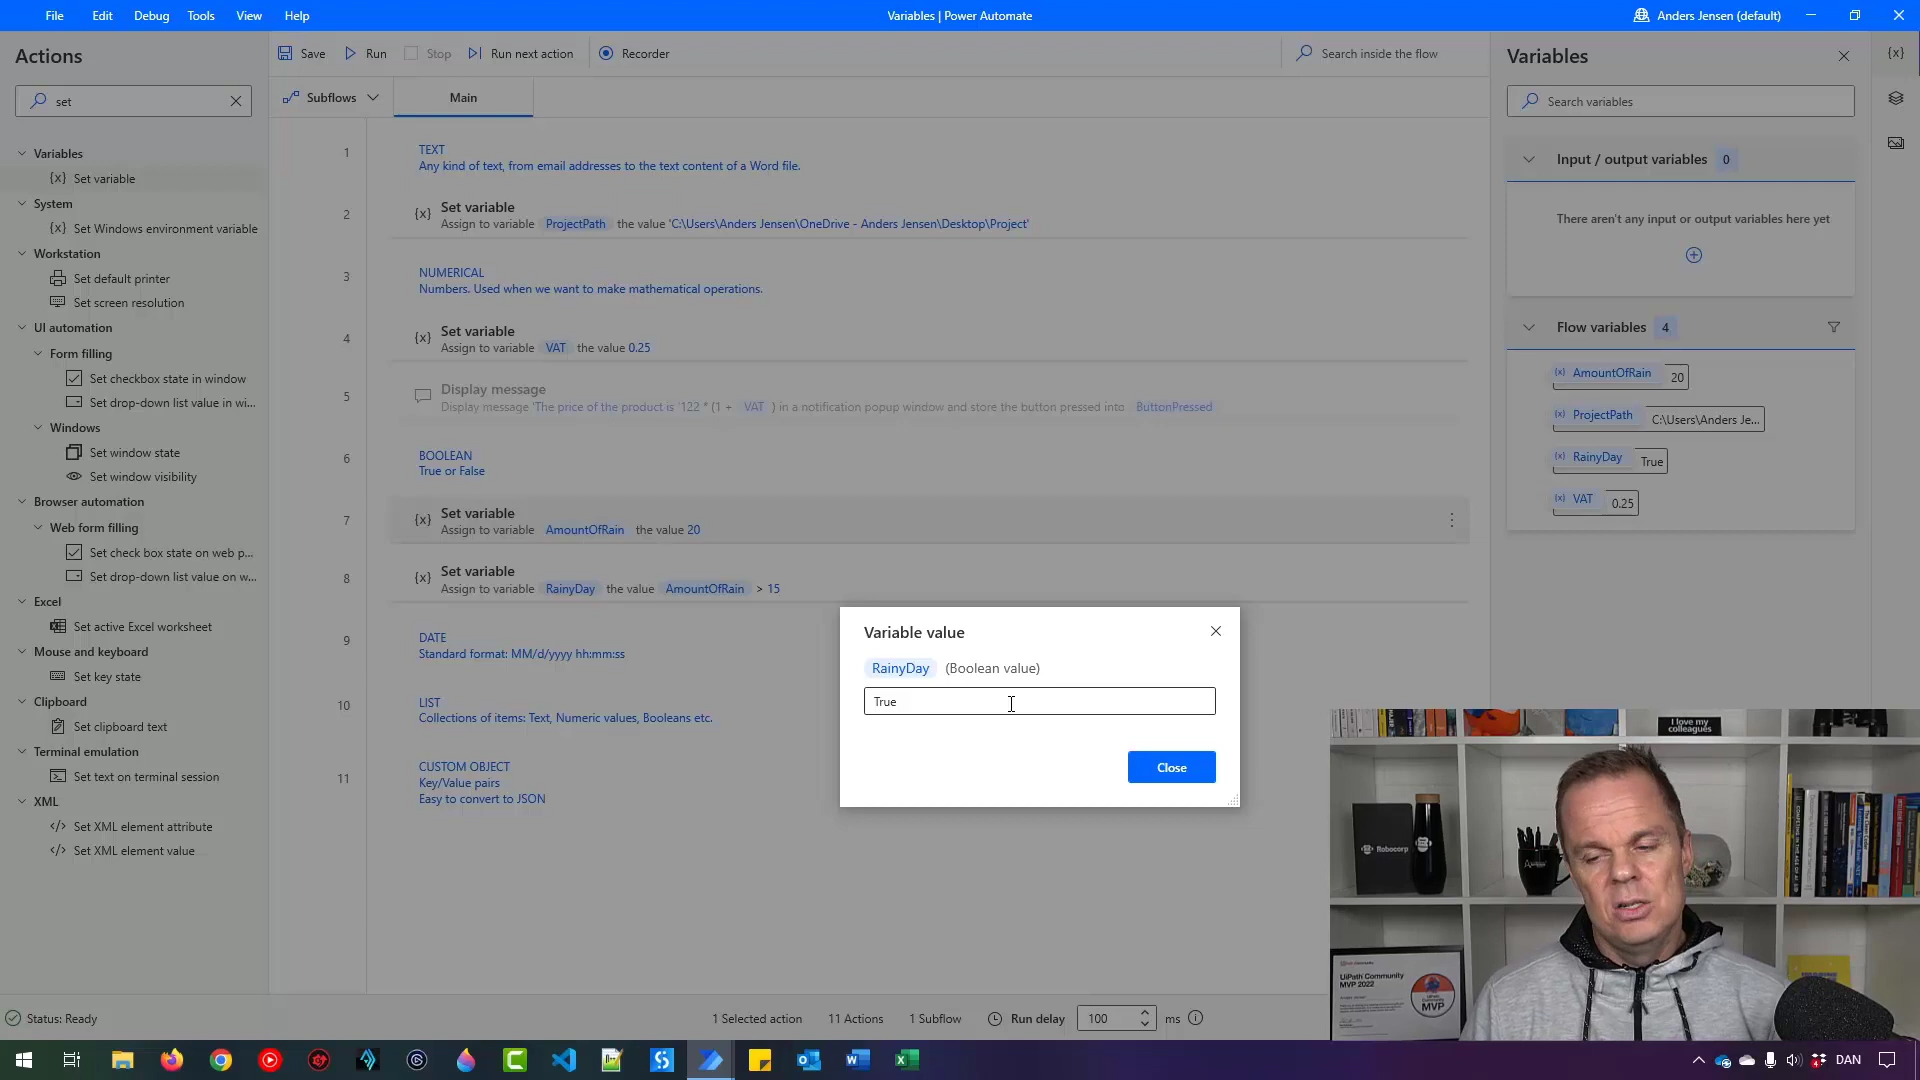 File Edit Debug Tools View Help
Variables | Power Automate
Anders Jensen (default)
Actions
set
Variables
Set variable
System
Set Windows environment variable
Workstation
Set default printer
Set screen resolution
UI automation
Form filling
Set checkbox state in window
Set drop-down list value in wi...
Windows
Set window state
Set window visibility
Browser automation
Web form filling
Set check box state on web p...
Set drop-down list value on w...
Excel
Set active Excel worksheet
Mouse and keyboard
Set key state
Clipboard
Set clipboard text
Terminal emulation
Set text on terminal session
XML
Set XML element attribute
Set XML element value
Save Run Stop Run next action Recorder
Search inside the flow
Subflows Main
1 TEXT
Any kind of text, from email addresses to the text content of a Word file.
2 {x} Set variable
Assign to variable ProjectPath the value 'C:\Users\Anders Jensen\OneDrive - Anders Jensen\Desktop\Project'
3 NUMERICAL
Numbers. Used when we want to make mathematical operations.
4 {x} Set variable
Assign to variable VAT the value 0.25
5 Display message
Display message 'The price of the product is '122 * (1 + VAT ) in a notification popup window and store the button pressed into ButtonPressed
6 BOOLEAN
True or False
7 {x} Set variable
Assign to variable AmountOfRain the value 20
8 {x} Set variable
Assign to variable RainyDay the value AmountOfRain > 15
9 DATE
Standard format: MM/d/yyyy hh:mm:ss
10 LIST
Collections of items: Text, Numeric values, Booleans etc.
11 CUSTOM OBJECT
Key/Value pairs
Easy to convert to JSON
Variable value
RainyDay (Boolean value)
True
Close
Variables
{x}
Search variables
Input / output variables 0
There aren't any input or output variables here yet
Flow variables 4
AmountOfRain 20
ProjectPath C:\Users\Anders Je...
RainyDay True
VAT 0.25
I love my
colleagues
Robocorp
UiPath Community
MVP 2022
MVP
Status: Ready
1 Selected action 11 Actions 1 Subflow Run delay 100 ms
DAN